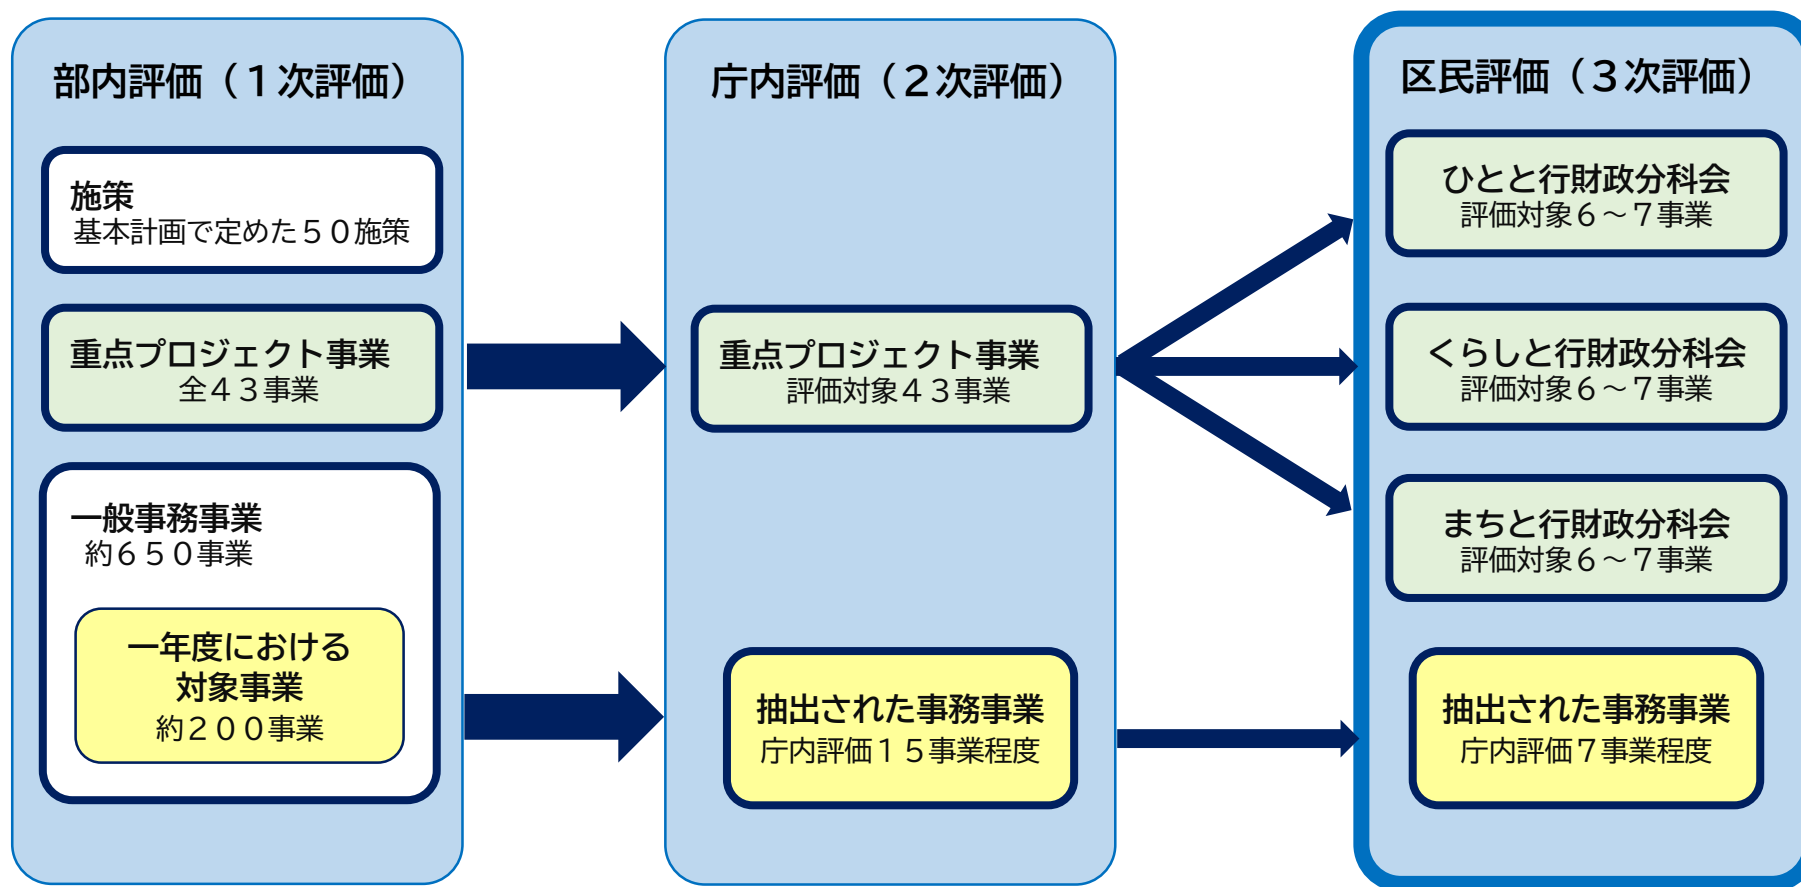 部内評価（１次評価）
施策
基本計画で定めた５０施策
重点プロジェクト事業
全４３事業
一般事務事業
約６５０事業
一年度における
対象事業
約２００事業
庁内評価（２次評価）
重点プロジェクト事業
評価対象４３事業
抽出された事務事業
庁内評価１５事業程度
区民評価（３次評価）
ひとと行財政分科会
評価対象６～７事業
くらしと行財政分科会
評価対象６～７事業
まちと行財政分科会
評価対象６～７事業
抽出された事務事業
庁内評価７事業程度